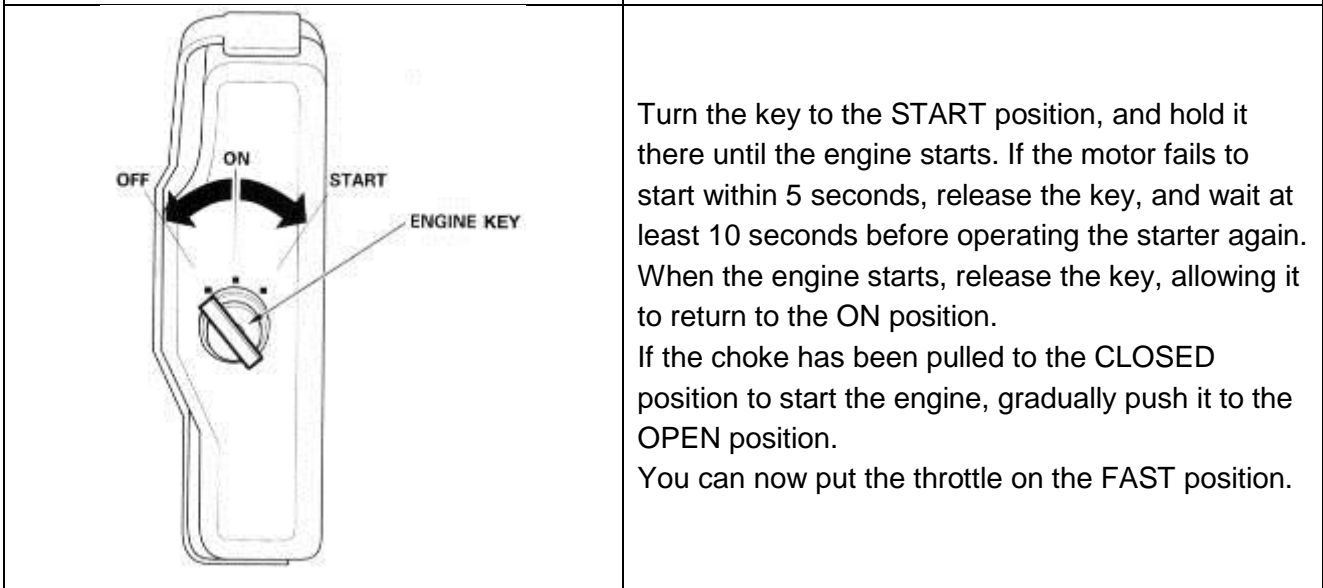 OFF
ON
START
ENGINE KEY
Turn the key to the START position, and hold it
there until the engine starts. If the motor fails to
start within 5 seconds, release the key, and wait at
least 10 seconds before operating the starter again.
When the engine starts, release the key, allowing it
to return to the ON position.
If the choke has been pulled to the CLOSED
position to start the engine, gradually push it to the
OPEN position.
You can now put the throttle on the FAST position.